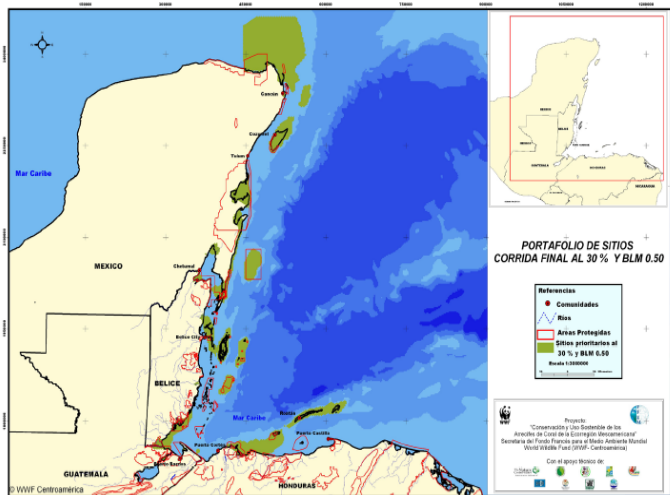 Cancún
Cozumel
Tulum
Mar Caribe
MEXICO
Chetumal
Belize City
BELICE
Mar Caribe
Roatán
Puerto Castilla
Puerto Cortés
Puerto Barrios
GUATEMALA
HONDURAS
© WWF Centroamérica
MEXICO
BELICE
MEXICO
GUATEMALA
HONDURAS
NICARAGUA
PORTAFOLIO DE SITIOS
CORRIDA FINAL AL 30 % Y BLM 0.50
Referencias
Comunidades
Ríos
Areas Protegidas
Sitios prioritarios al
30 % y BLM 0.50
WWF
Proyecto
"Conservación y Uso Sostenible de los
Arrecifes de Coral de la Ecorregión Mesoamericana"
Secretaría del Fondo Francés para el Medio Ambiente Mundial
World Wildlife Fund (WWF- Centroamérica)
Con el apoyo técnico de: